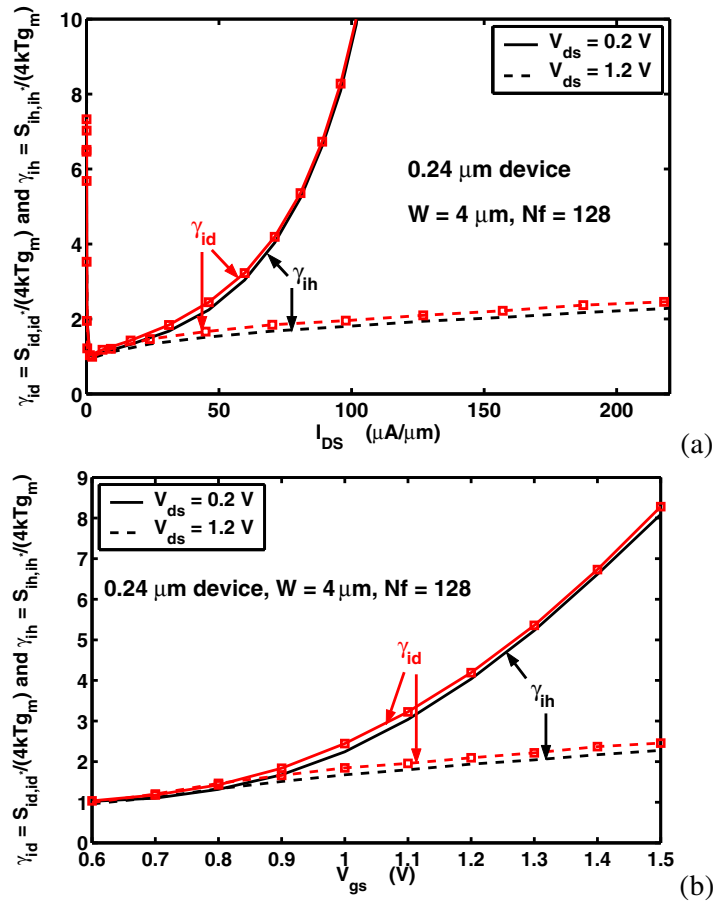 10
8
6
4
2
0
γid = Sid,id*/(4kTgm) and γih = Sih,ih*/(4kTgm)
Vds = 0.2 V
Vds = 1.2 V
0.24 μm device
W = 4 μm, Nf = 128
γid
γih
0 50 100 150 200
IDS (μA/μm)
(a)
9
8
7
6
5
4
3
2
1
0
γid = Sid,id*/(4kTgm) and γih = Sih,ih*/(4kTgm)
Vds = 0.2 V
Vds = 1.2 V
0.24 μm device, W = 4 μm, Nf = 128
γid
γih
0.6 0.7 0.8 0.9 1 1.1 1.2 1.3 1.4 1.5
Vgs (V)
(b)